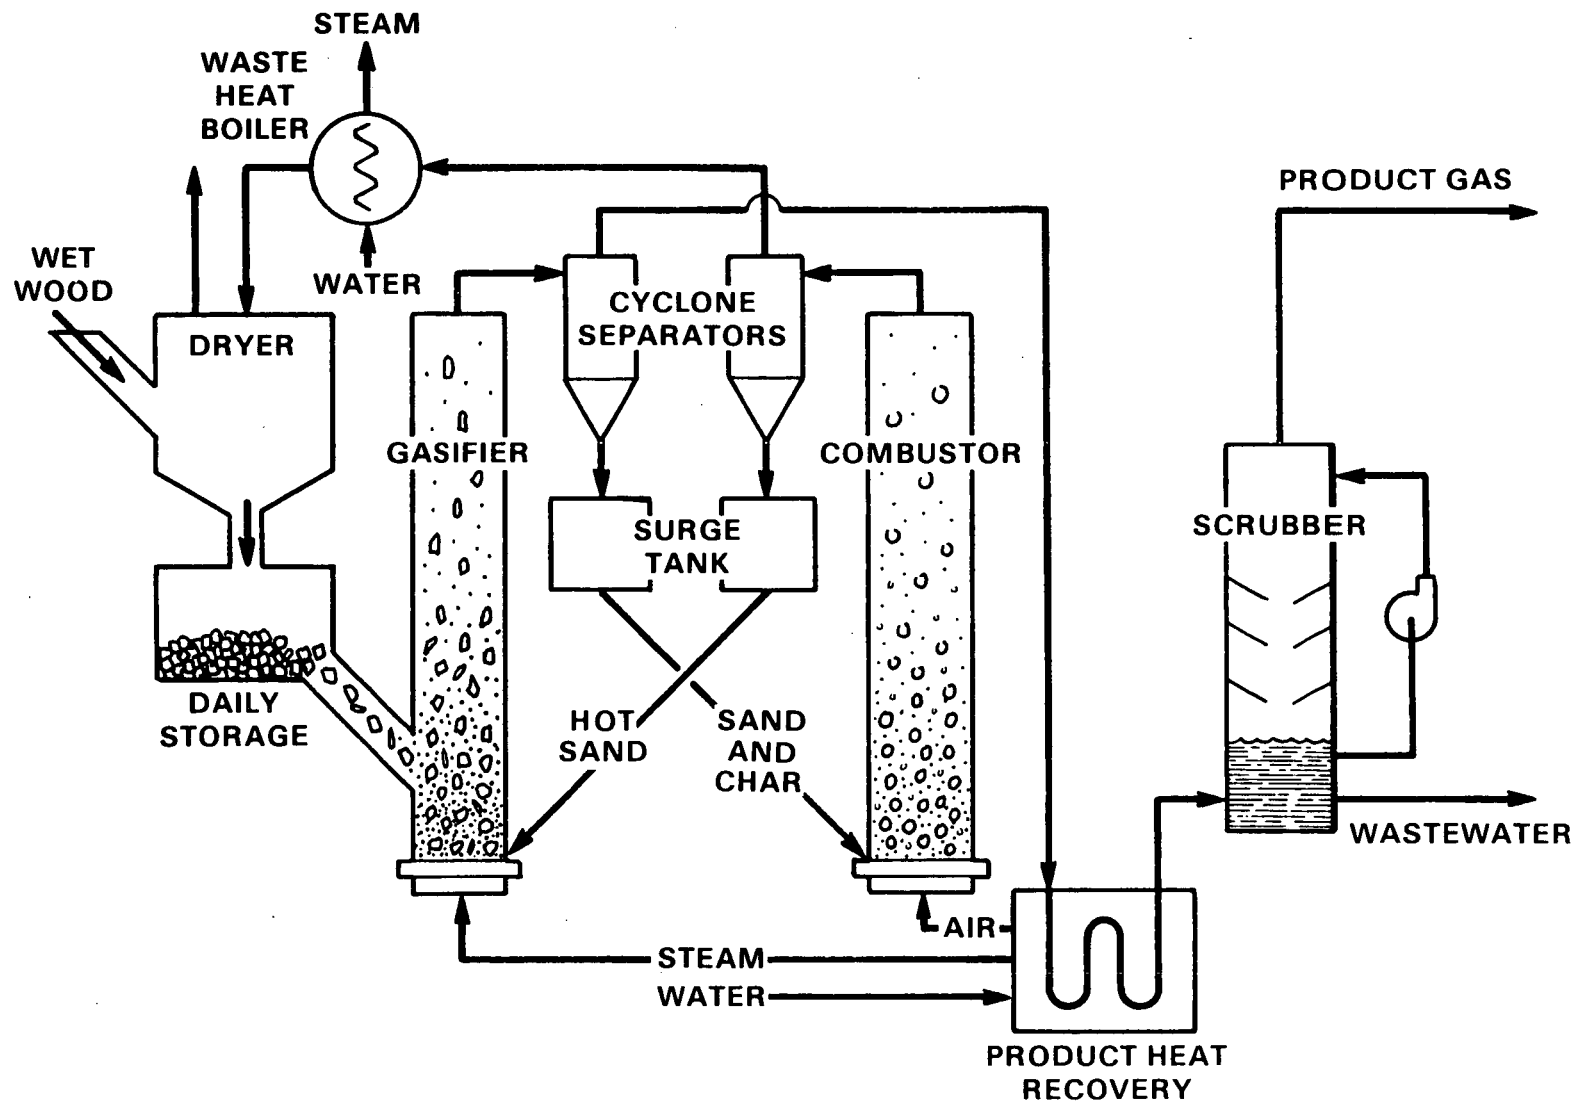 STEAM
WASTE
HEAT
BOILER
WATER
PRODUCT GAS
WET
WOOD
DRYER
CYCLONE
SEPARATORS
GASIFIER
COMBUSTOR
SURGE
TANK
SCRUBBER
DAILY
STORAGE
HOT
SAND
SAND
AND
CHAR
WASTEWATER
AIR
STEAM
WATER
PRODUCT HEAT
RECOVERY